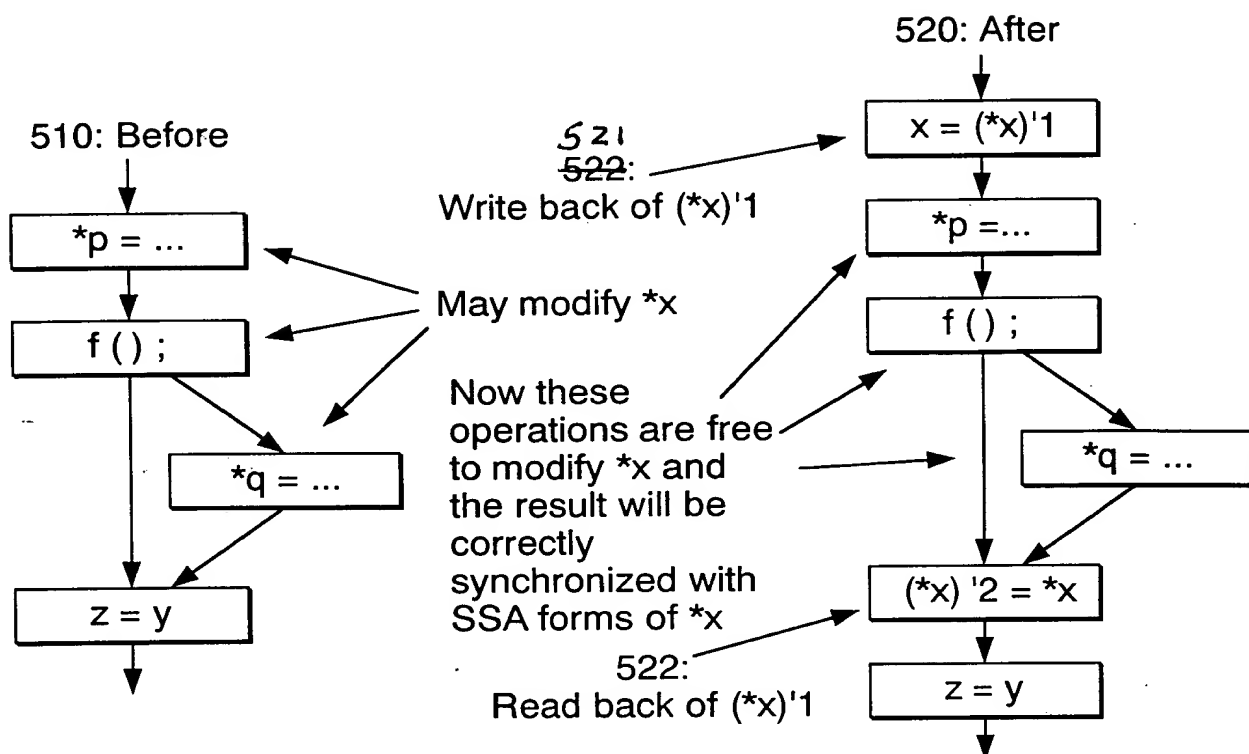 510: Before
*p = ...
f ( ) ;
*q = ...
z = y
521
522:
Write back of (*x)'1
May modify *x
Now these
operations are free
to modify *x and
the result will be
correctly
synchronized with
SSA forms of *x
522:
Read back of (*x)'1
520: After
x = (*x)'1
*p =...
f ( ) ;
*q = ...
(*x) '2 = *x
z = y